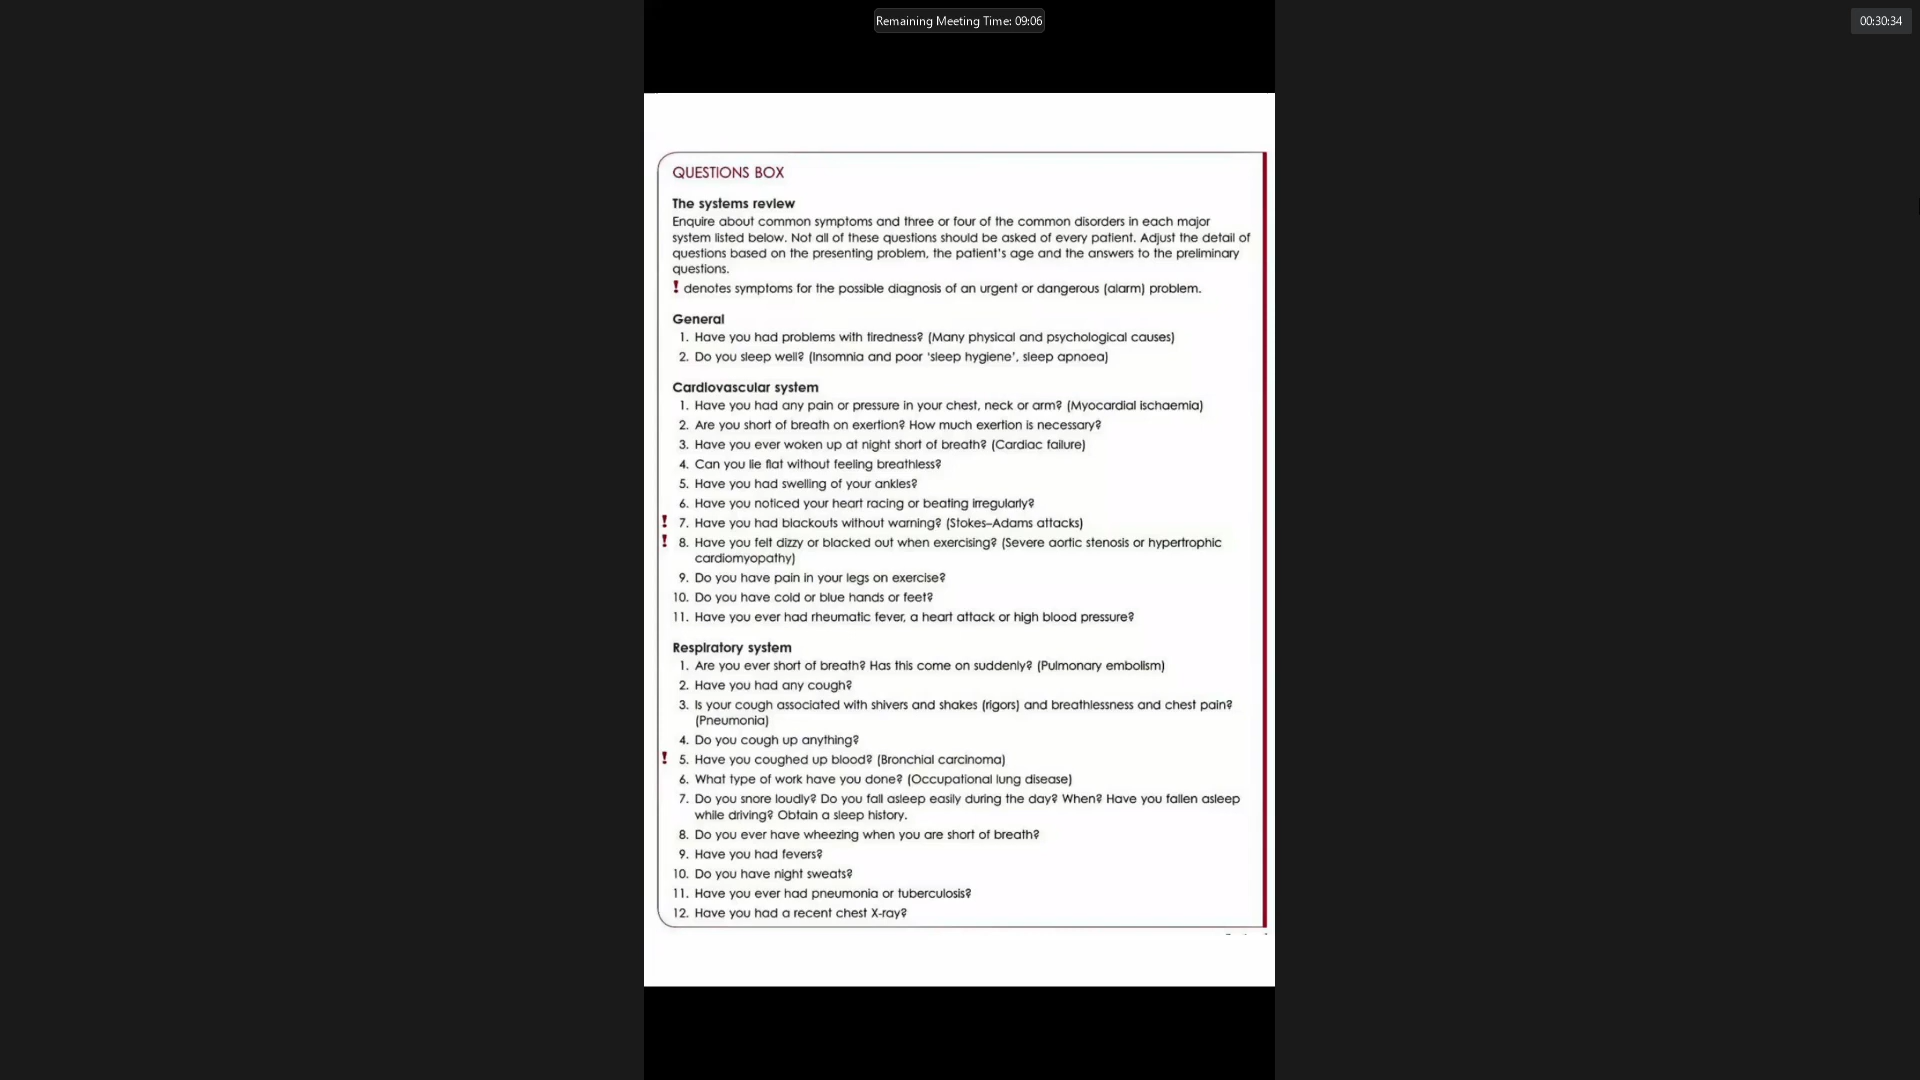 Remaining Meeting Time: 09:06
00:30:34
QUESTIONS BOX
The systems review
Enquire about common symptoms and three or four of the common disorders in each major
system listed below. Not all of these questions should be asked of every patient. Adjust the detail of
questions based on the presenting problem, the patient's age and the answers to the preliminary
questions.
! denotes symptoms for the possible diagnosis of an urgent or dangerous (alarm) problem.
General
1. Have you had problems with tiredness? (Many physical and psychological causes)
2. Do you sleep well? (Insomnia and poor 'sleep hygiene', sleep apnoea)
Cardiovascular system
1. Have you had any pain or pressure in your chest, neck or arm? (Myocardial ischaemia)
2. Are you short of breath on exertion? How much exertion is necessary?
3. Have you ever woken up at night short of breath? (Cardiac failure)
4. Can you lie flat without feeling breathless?
5. Have you had swelling of your ankles?
6. Have you noticed your heart racing or beating irregularly?
! 7. Have you had blackouts without warning? (Stokes–Adams attacks)
! 8. Have you felt dizzy or blacked out when exercising? (Severe aortic stenosis or hypertrophic
cardiomyopathy)
9. Do you have pain in your legs on exercise?
10. Do you have cold or blue hands or feet?
11. Have you ever had rheumatic fever, a heart attack or high blood pressure?
Respiratory system
1. Are you ever short of breath? Has this come on suddenly? (Pulmonary embolism)
2. Have you had any cough?
3. Is your cough associated with shivers and shakes (rigors) and breathlessness and chest pain?
(Pneumonia)
4. Do you cough up anything?
! 5. Have you coughed up blood? (Bronchial carcinoma)
6. What type of work have you done? (Occupational lung disease)
7. Do you snore loudly? Do you fall asleep easily during the day? When? Have you fallen asleep
while driving? Obtain a sleep history.
8. Do you ever have wheezing when you are short of breath?
9. Have you had fevers?
10. Do you have night sweats?
11. Have you ever had pneumonia or tuberculosis?
12. Have you had a recent chest X-ray?